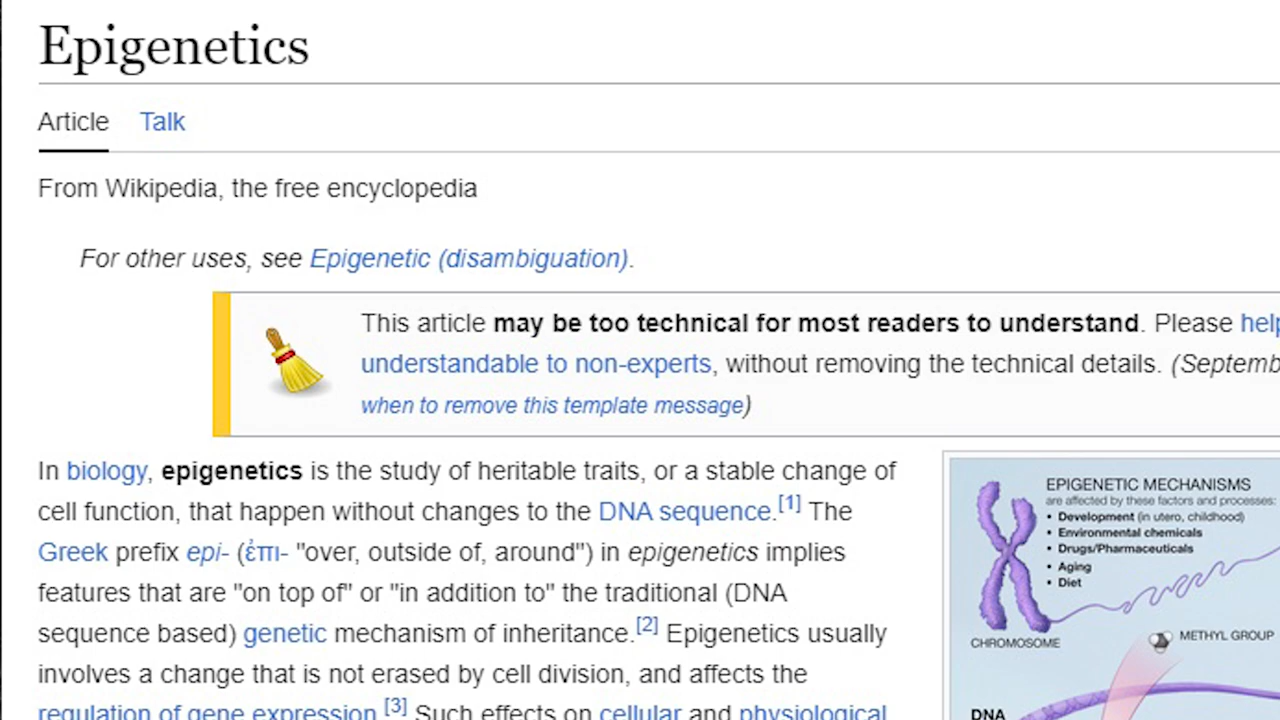 Epigenetics
Article Talk
From Wikipedia, the free encyclopedia
For other uses, see Epigenetic (disambiguation).
This article may be too technical for most readers to understand. Please
understandable to non-experts, without removing the technical details.
when to remove this template message)
In biology, epigenetics is the study of heritable traits, or a stable change of
cell function, that happen without changes to the DNA sequence.[1] The
Greek prefix epi- (ἐπι- "over, outside of, around") in epigenetics implies
features that are "on top of" or "in addition to" the traditional (DNA
sequence based) genetic mechanism of inheritance.[2] Epigenetics usually
involves a change that is not erased by cell division, and affects the
regulation of gene expression.[3] Such effects on cellular and physiological
EPIGENETIC MECHANISMS
are affected by these factors and processes:
• Development (in utero, childhood)
• Environmental chemicals
• Drugs/Pharmaceuticals
• Aging
• Diet
CHROMOSOME
METHYL GROUP
DNA